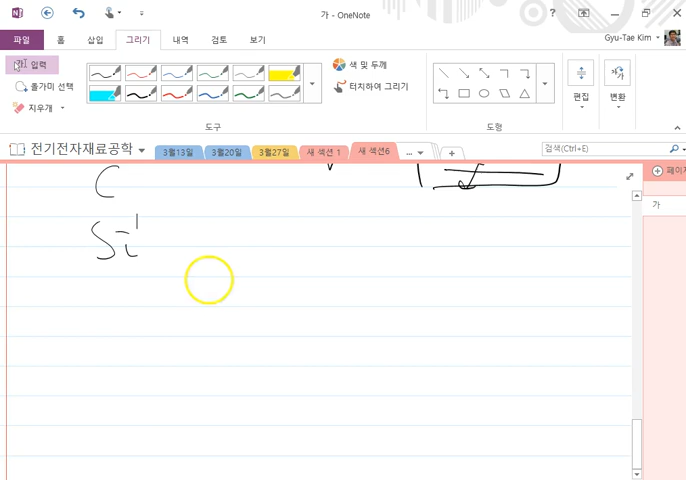 가 - OneNote
파일 홈 삽입 그리기 내역 검토 보기 Gyu-Tae Kim
입력
올가미 선택
지우개
색 및 두께
터치하여 그리기
편집
변환
도구
도형
전기전자재료공학 3월13일 3월20일 3월27일 새 섹션 1 새 섹션6 ... 검색(Ctrl+E)
페이지
가
C
Si